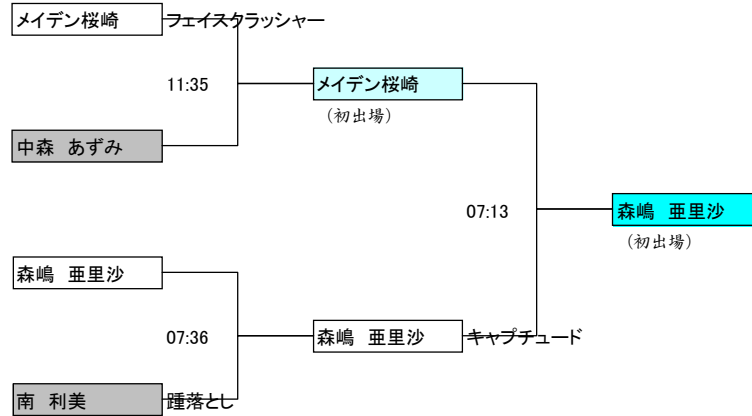 メイデン桜崎
フェイスクラッシャー
11:35
メイデン桜崎
(初出場)
中森 あずみ
07:13
森嶋 亜里沙
(初出場)
森嶋 亜里沙
07:36
森嶋 亜里沙
キャプチュード
南 利美
踵落とし